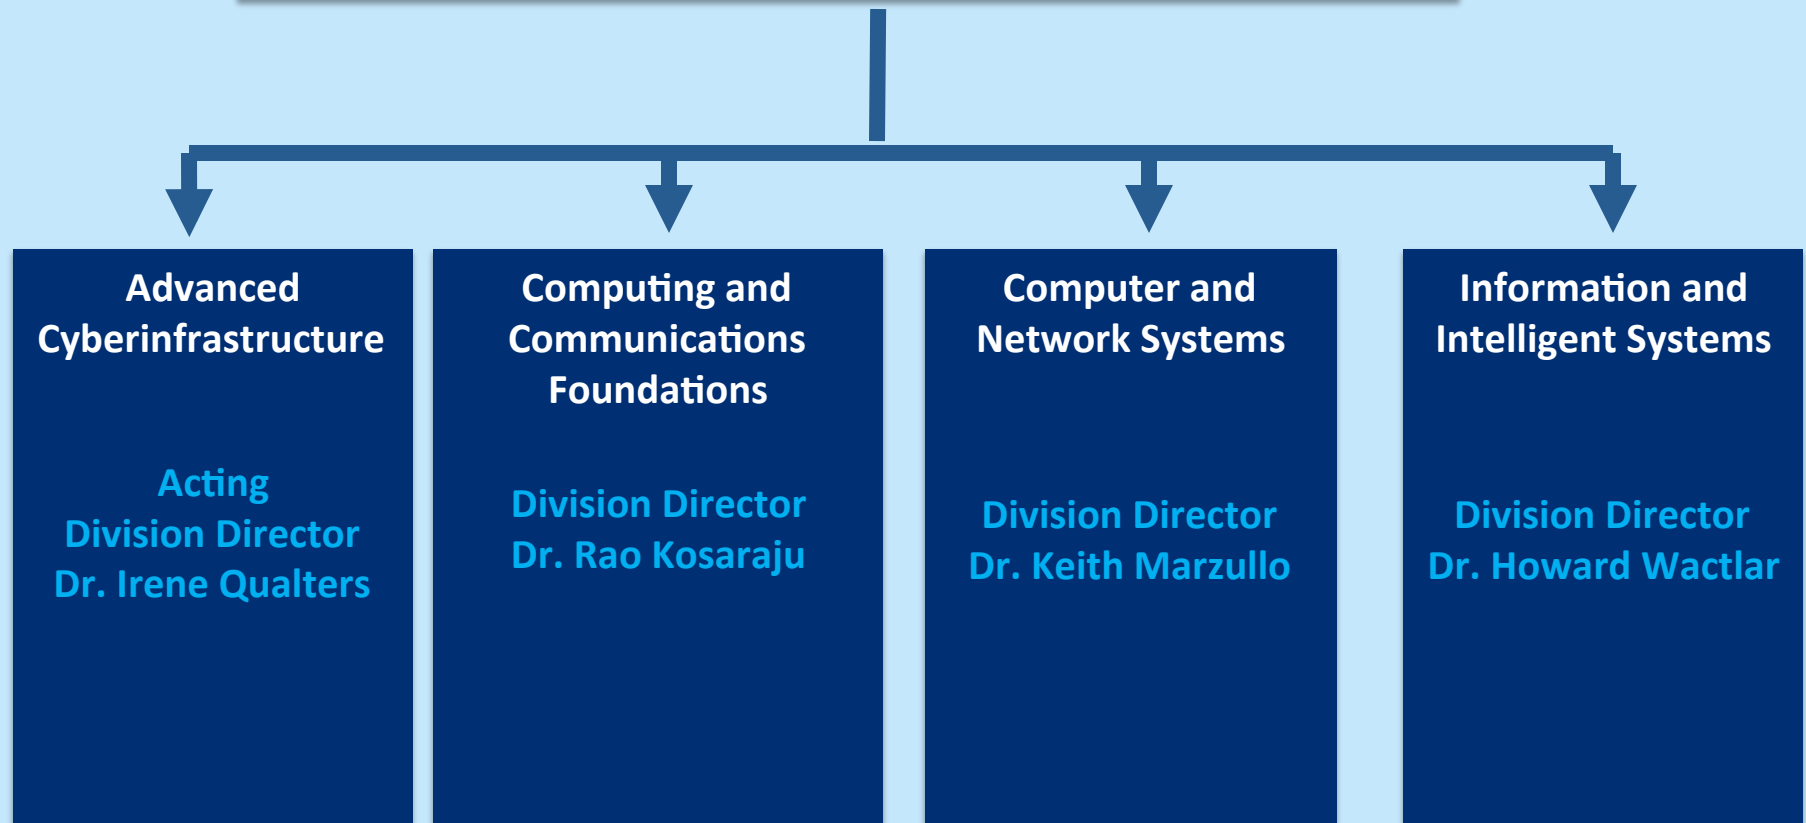 Advanced
Cyberinfrastructure
Acting
Division Director
Dr. Irene Qualters
Computing and
Communications
Foundations
Division Director
Dr. Rao Kosaraju
Computer and
Network Systems
Division Director
Dr. Keith Marzullo
Information and
Intelligent Systems
Division Director
Dr. Howard Wactlar